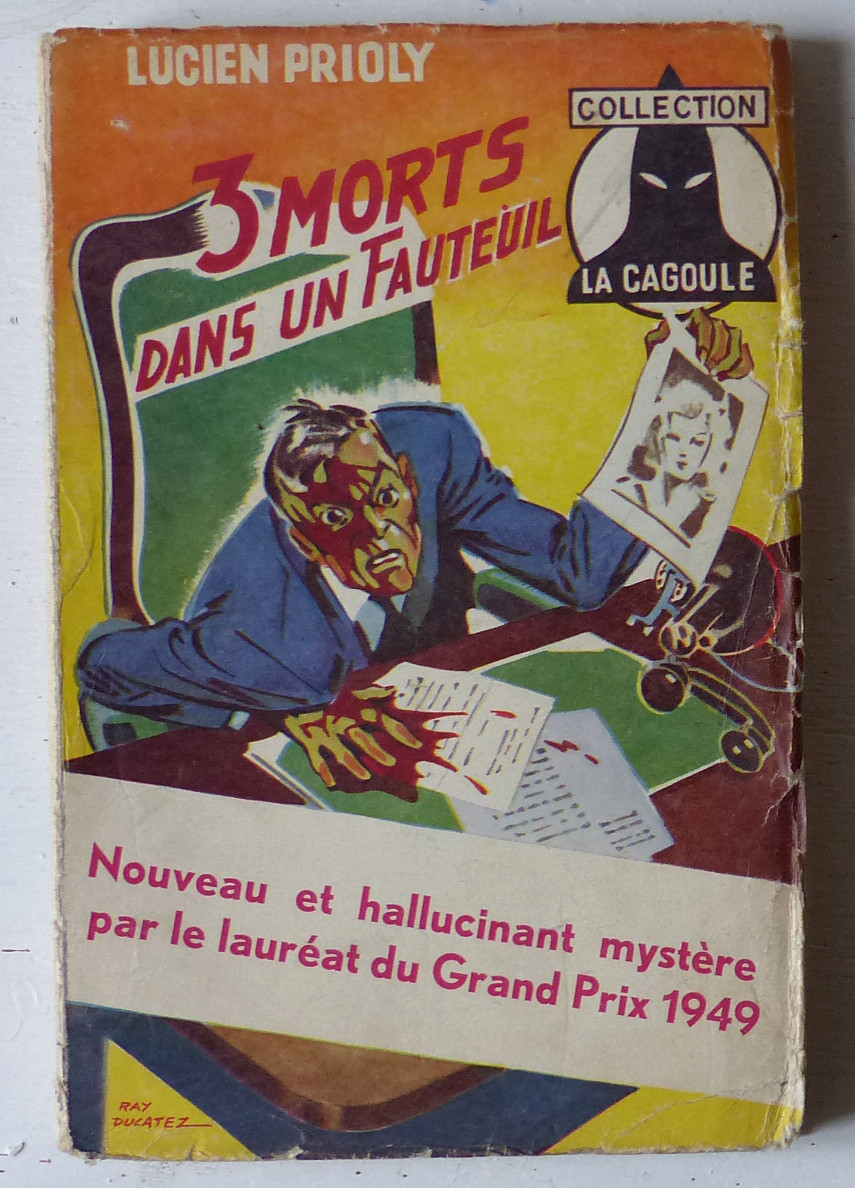 LUCIEN PRIOLY
COLLECTION
LA CAGOULE
3 MORTS
DANS UN FAUTEUIL
Nouveau et hallucinant mystère
par le lauréat du Grand Prix 1949
RAY
DUCATEZ